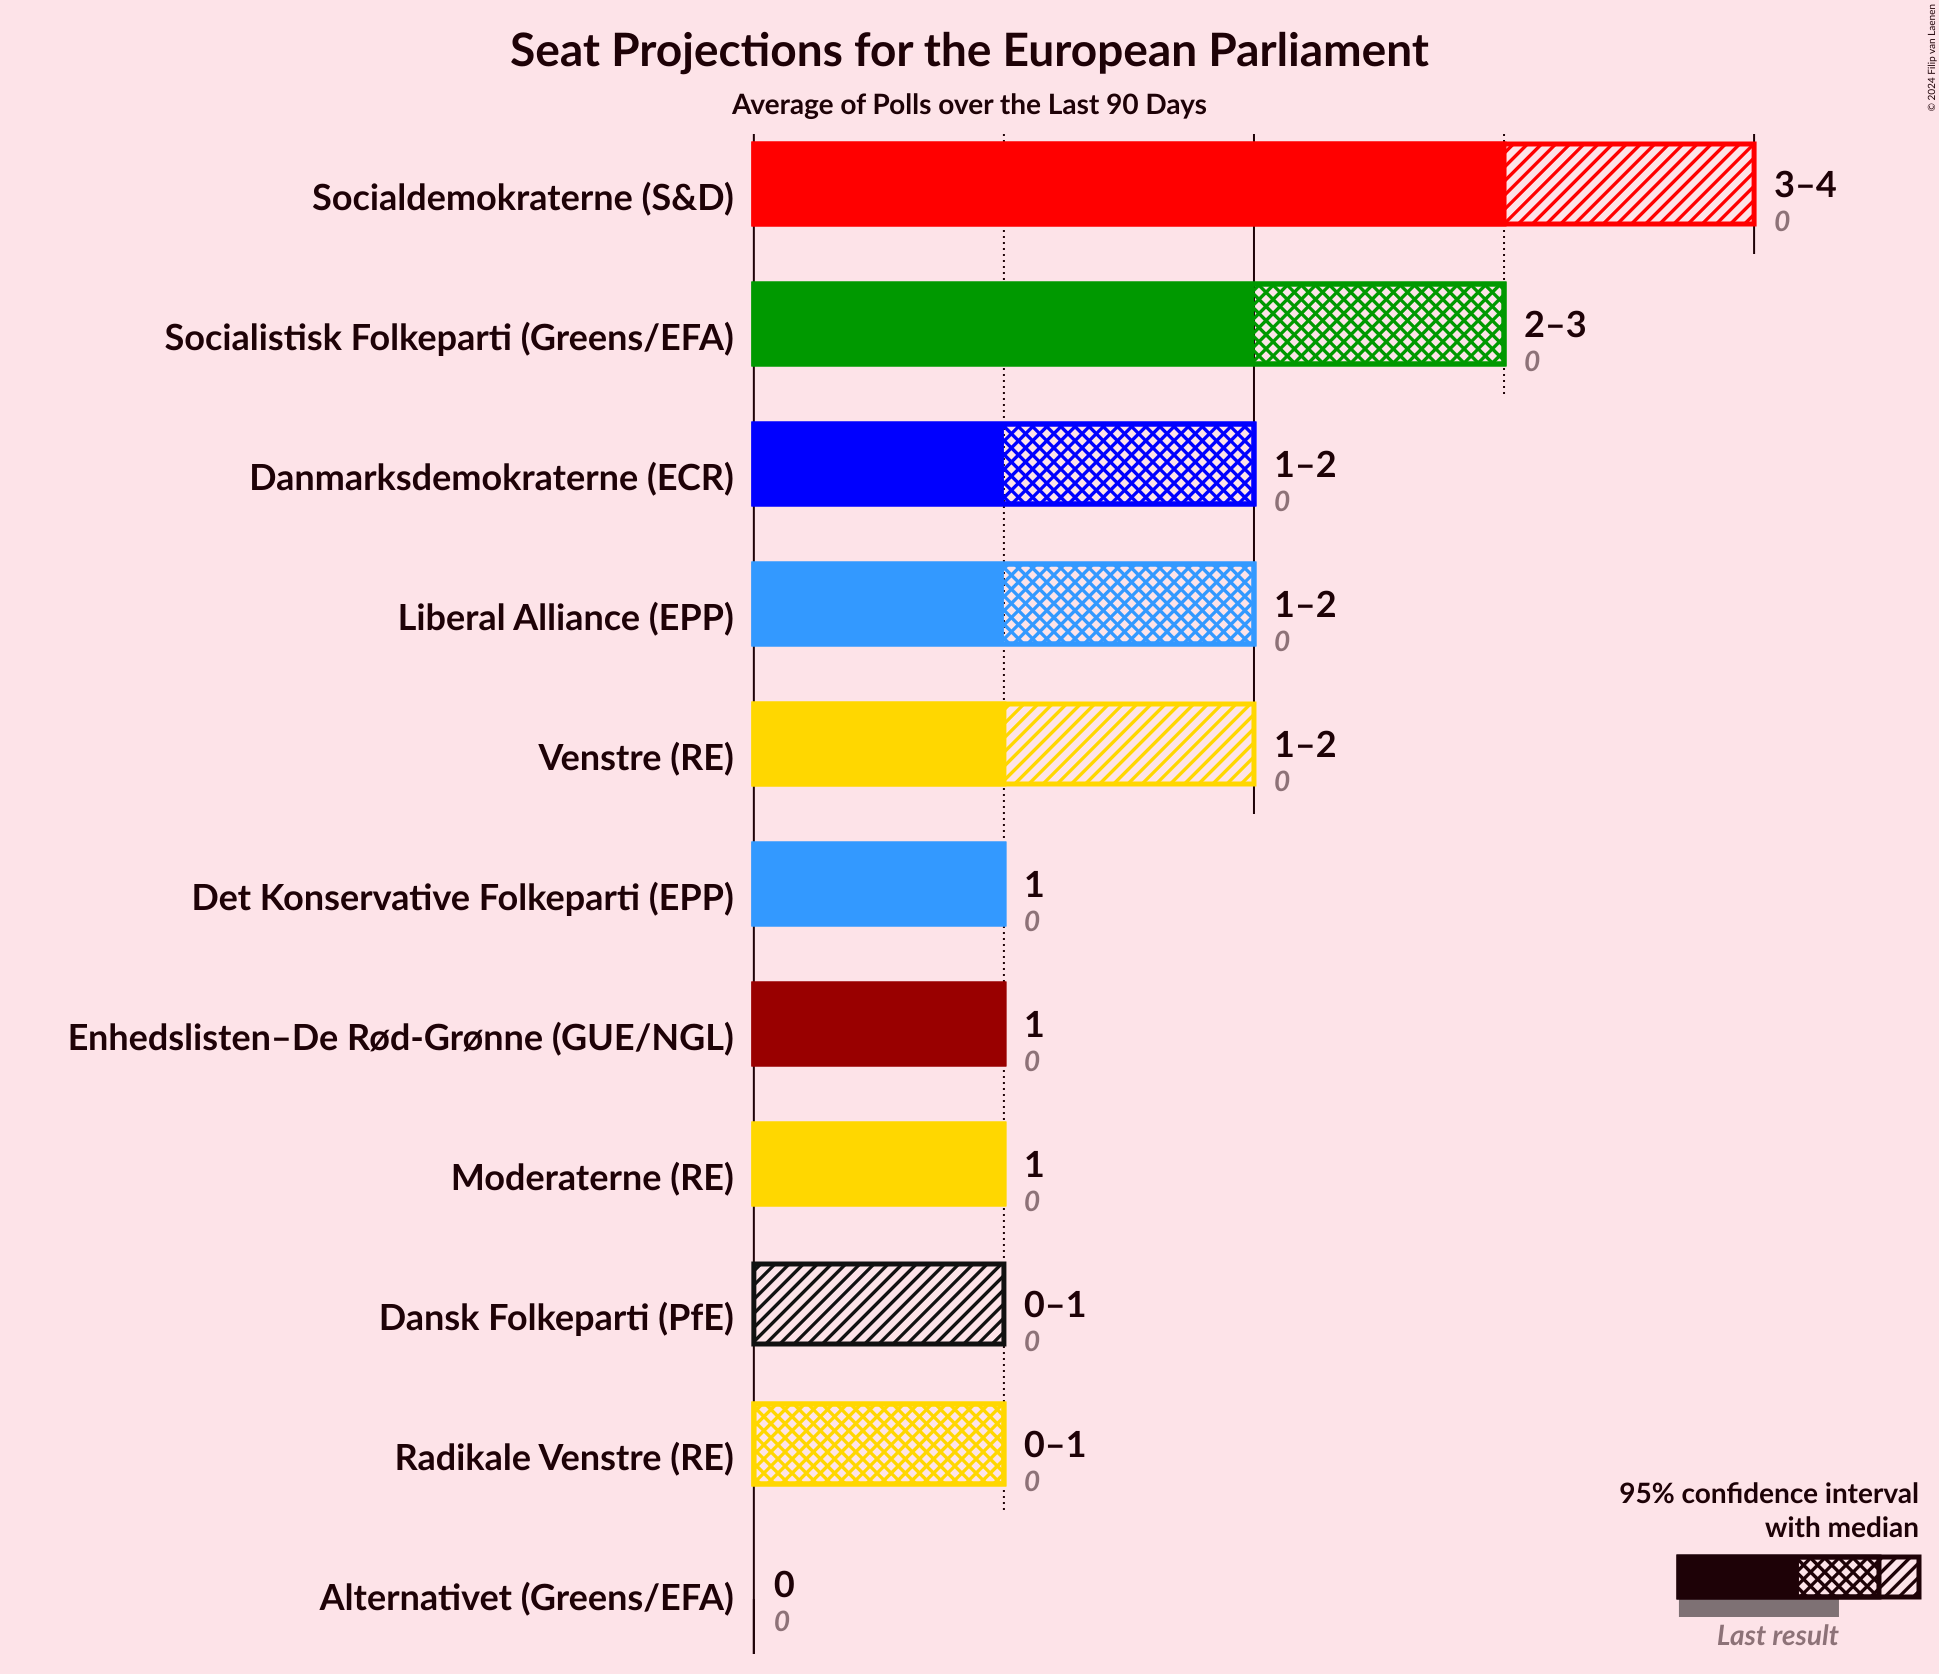 Seat Projections for the European Parliament
Average of Polls over the Last 90 Days
© 2024 Filip van Laenen
Socialdemokraterne (S&D)
3–4
0
Socialistisk Folkeparti (Greens/EFA)
2–3
0
Danmarksdemokraterne (ECR)
1–2
0
Liberal Alliance (EPP)
1–2
0
Venstre (RE)
1–2
0
Det Konservative Folkeparti (EPP)
1
0
Enhedslisten–De Rød-Grønne (GUE/NGL)
1
0
Moderaterne (RE)
1
0
Dansk Folkeparti (PfE)
0–1
0
Radikale Venstre (RE)
0–1
0
Alternativet (Greens/EFA)
0
0
95% confidence interval
with median
Last result